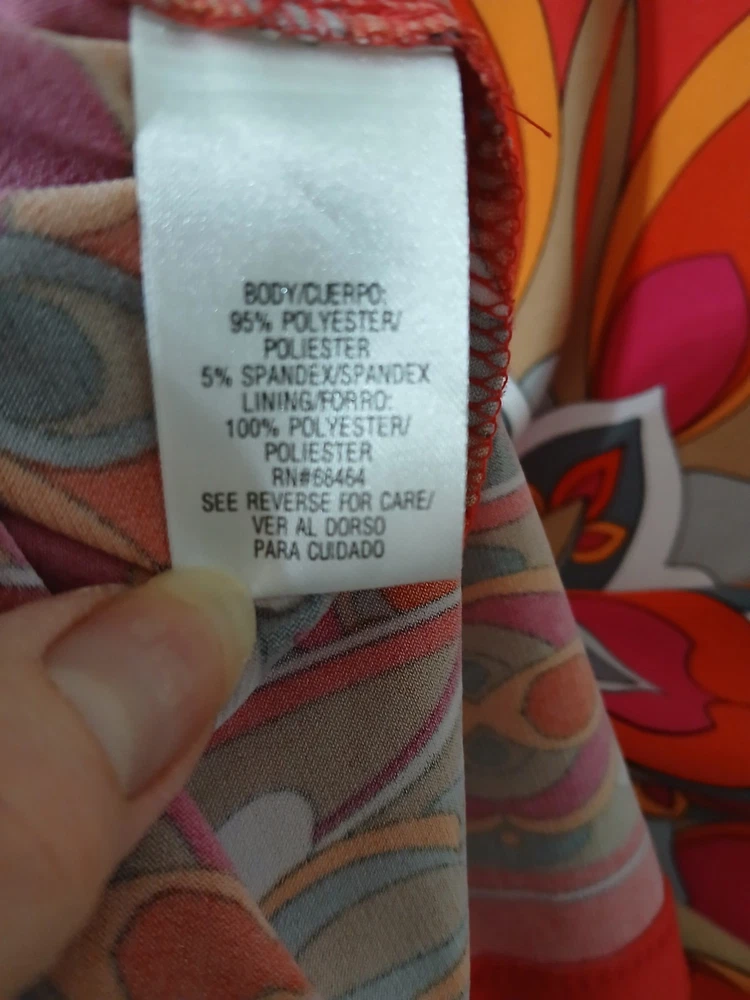 BODY/CUERPO:
95% POLYESTER/
POLIESTER
5% SPANDEX/SPANDEX
LINING/FORRO:
100% POLYESTER/
POLIESTER
RN#66464
SEE REVERSE FOR CARE/
VER AL DORSO
PARA CUIDADO